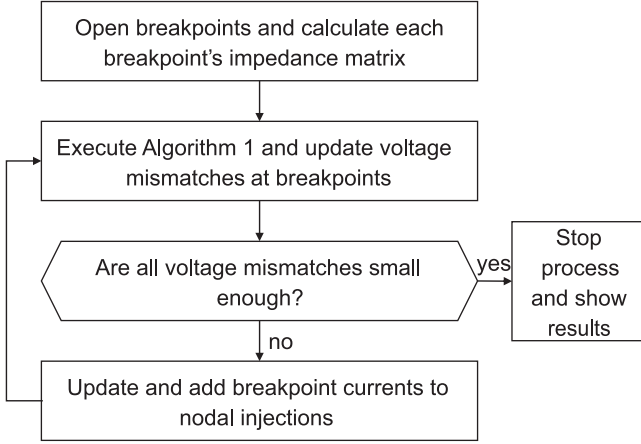 Open breakpoints and calculate each
breakpoint's impedance matrix
Execute Algorithm 1 and update voltage
mismatches at breakpoints
Are all voltage mismatches small
enough?
yes
Stop
process
and show
results
no
Update and add breakpoint currents to
nodal injections